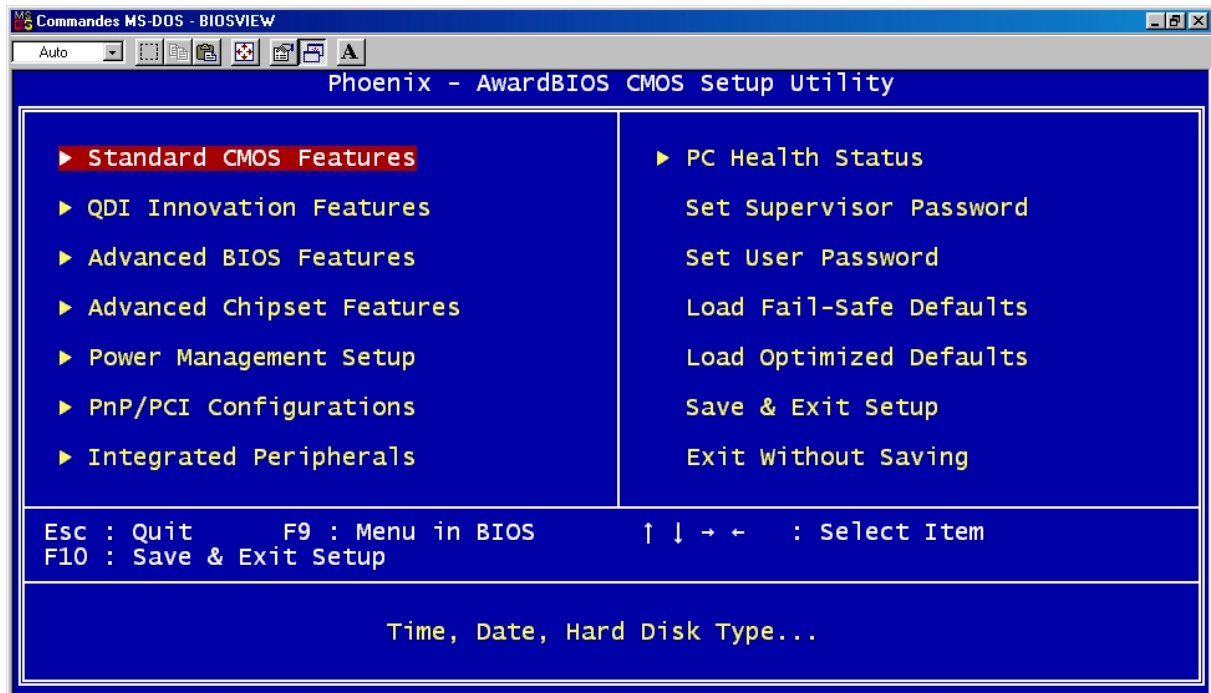 Commandes MS-DOS - BIOSVIEW
Auto
A
Phoenix - AwardBIOS CMOS Setup Utility
▶ Standard CMOS Features
▶ QDI Innovation Features
▶ Advanced BIOS Features
▶ Advanced Chipset Features
▶ Power Management Setup
▶ PnP/PCI Configurations
▶ Integrated Peripherals
▶ PC Health Status
Set Supervisor Password
Set User Password
Load Fail-Safe Defaults
Load Optimized Defaults
Save & Exit Setup
Exit Without Saving
Esc : Quit F9 : Menu in BIOS ↑ ↓ → ← : Select Item
F10 : Save & Exit Setup
Time, Date, Hard Disk Type...